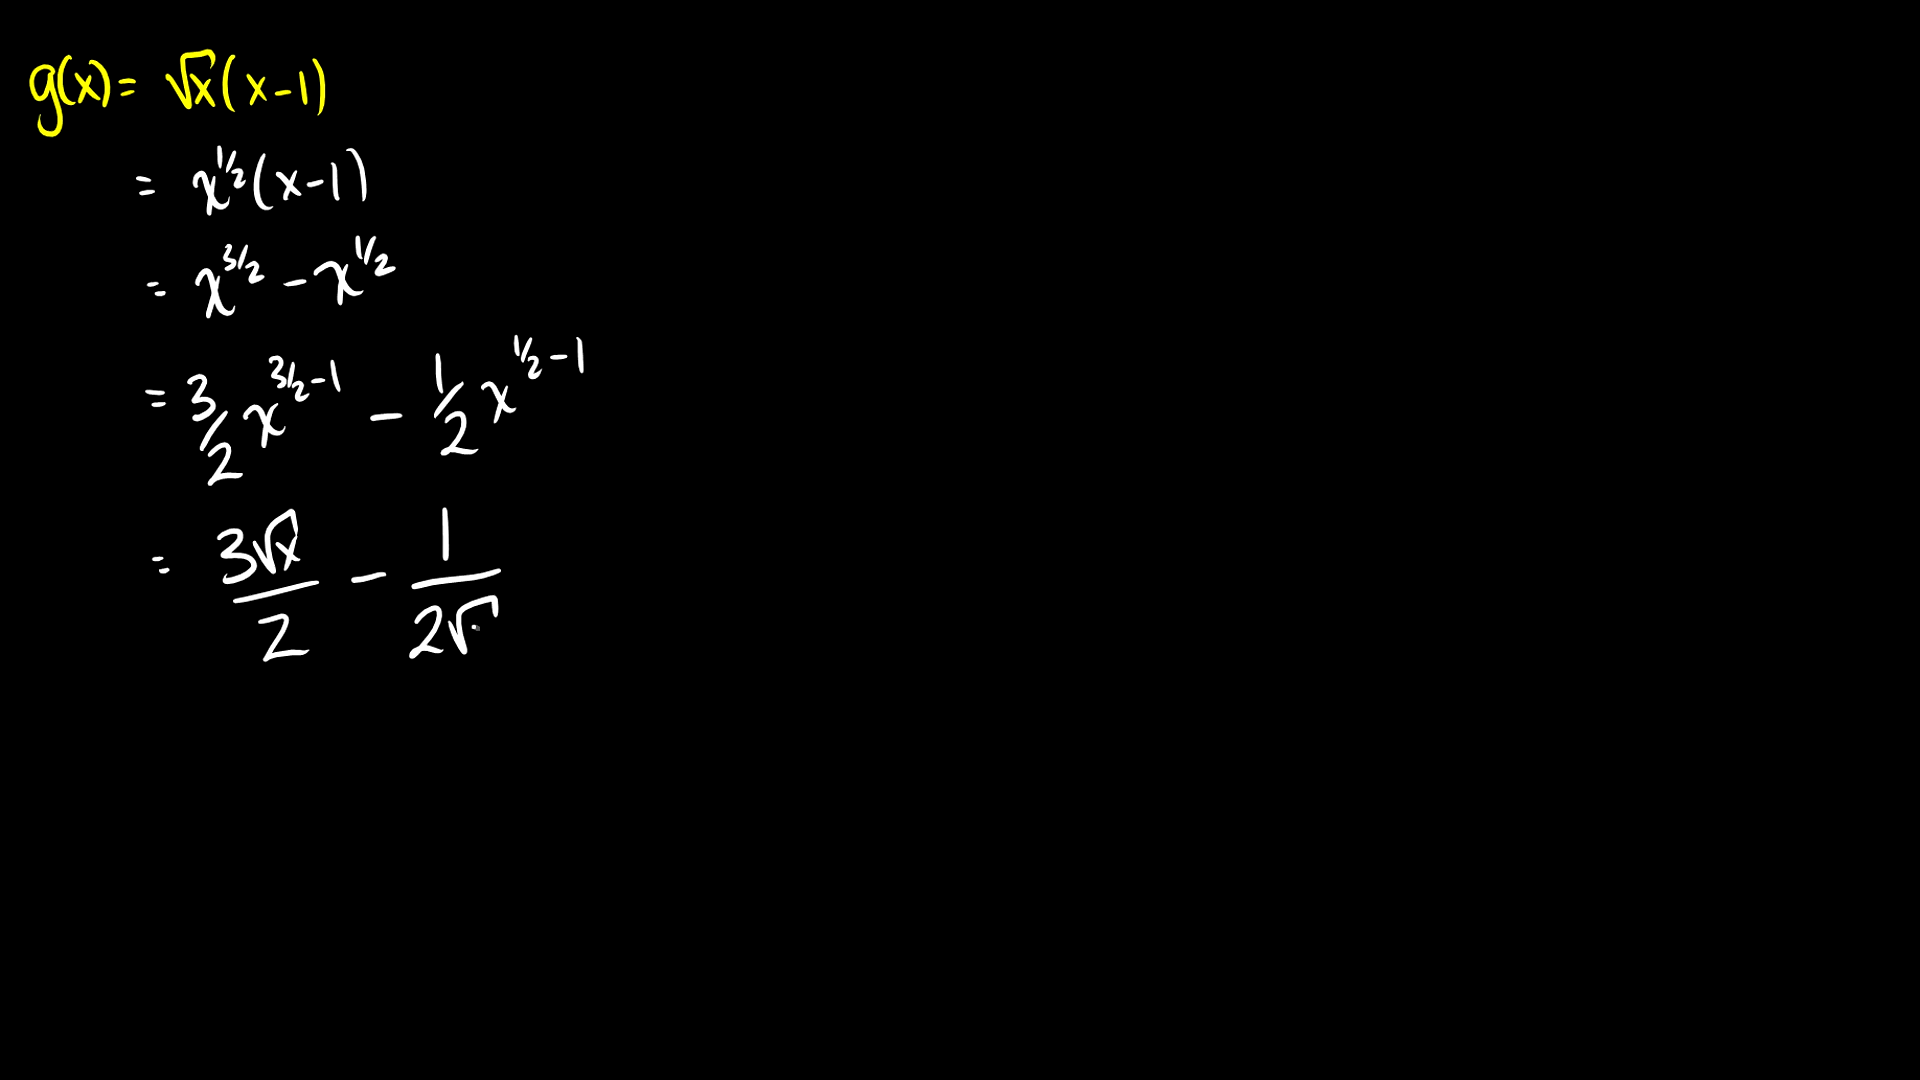 g(x) = √x(x-1)
= x^1/2(x-1)
= x^3/2 - x^1/2
= 3/2 x^3/2-1 - 1/2 x^1/2-1
= 3√x/2 - 1/2√